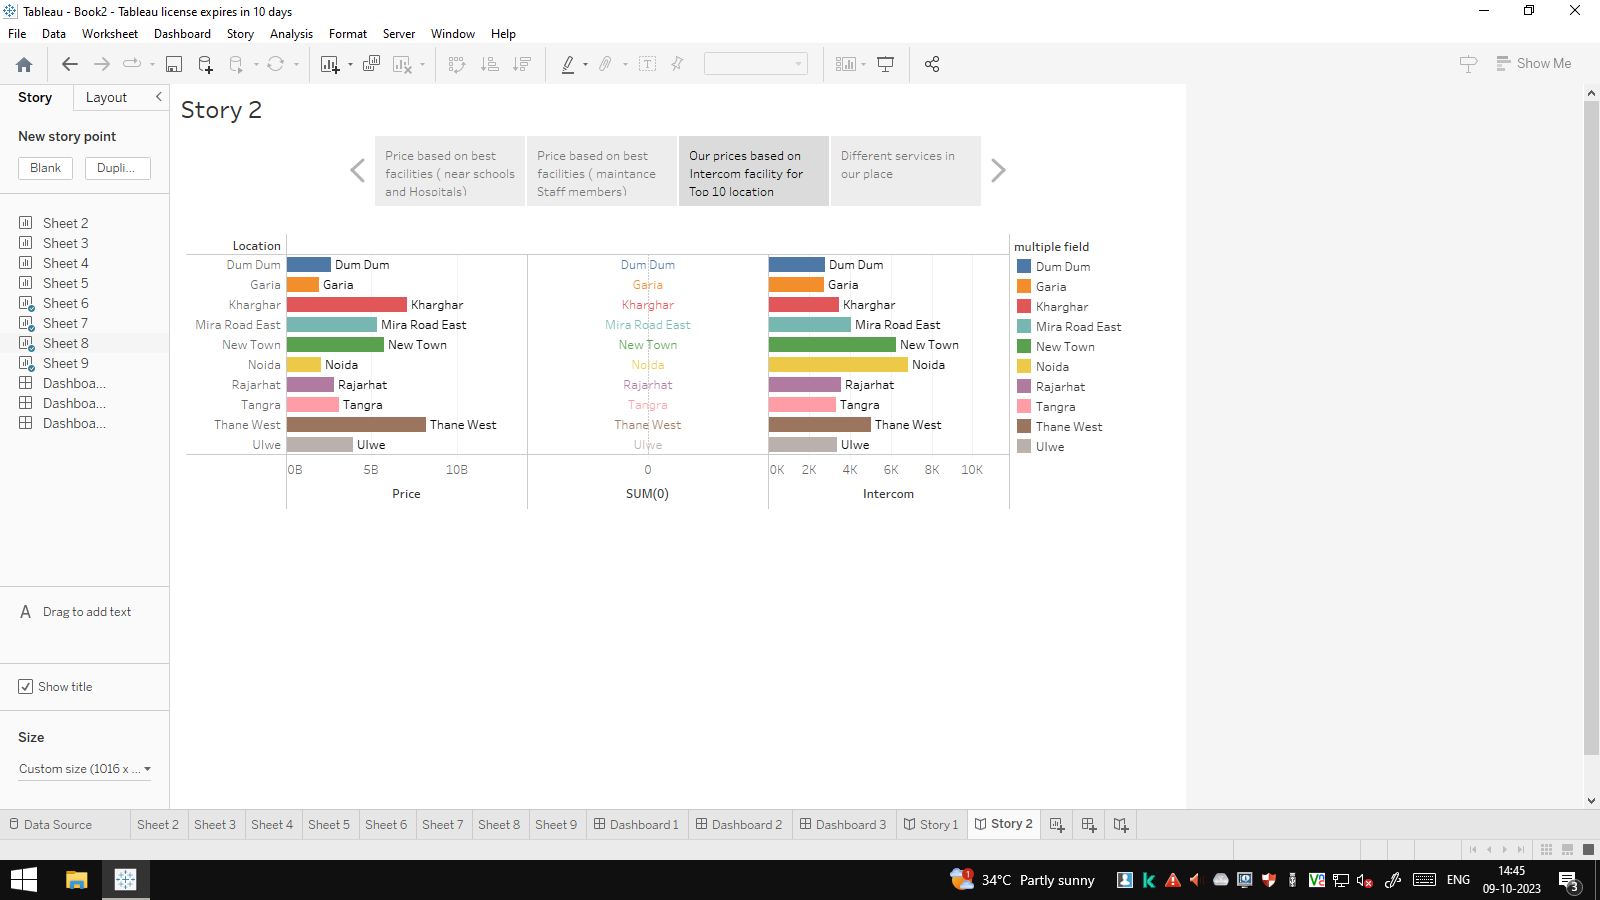 Tableau - Book2 - Tableau license expires in 10 days
File Data Worksheet Dashboard Story Analysis Format Server Window Help
Show Me
Story Layout
New story point
Blank Dupli...
Sheet 2
Sheet 3
Sheet 4
Sheet 5
Sheet 6
Sheet 7
Sheet 8
Sheet 9
Dashboa...
Dashboa...
Dashboa...
A Drag to add text
Show title
Size
Custom size (1016 x ...
Story 2
Price based on best
facilities ( near schools
and Hospitals)
Price based on best
facilities ( maintance
Staff members)
Our prices based on
Intercom facility for
Top 10 location
Different services in
our place
Location
Dum Dum Dum Dum Dum Dum Dum Dum
Garia Garia Garia Garia
Kharghar Kharghar Kharghar Kharghar
Mira Road East Mira Road East Mira Road East Mira Road East
New Town New Town New Town New Town
Noida Noida Noida Noida
Rajarhat Rajarhat Rajarhat Rajarhat
Tangra Tangra Tangra Tangra
Thane West Thane West Thane West Thane West
Ulwe Ulwe Ulwe Ulwe
0B 5B 10B 0 0K 2K 4K 6K 8K 10K
Price SUM(0) Intercom
multiple field
Dum Dum
Garia
Kharghar
Mira Road East
New Town
Noida
Rajarhat
Tangra
Thane West
Ulwe
Data Source Sheet 2 Sheet 3 Sheet 4 Sheet 5 Sheet 6 Sheet 7 Sheet 8 Sheet 9 Dashboard 1 Dashboard 2 Dashboard 3 Story 1 Story 2
1 34°C Partly sunny ENG 14:45
09-10-2023 3